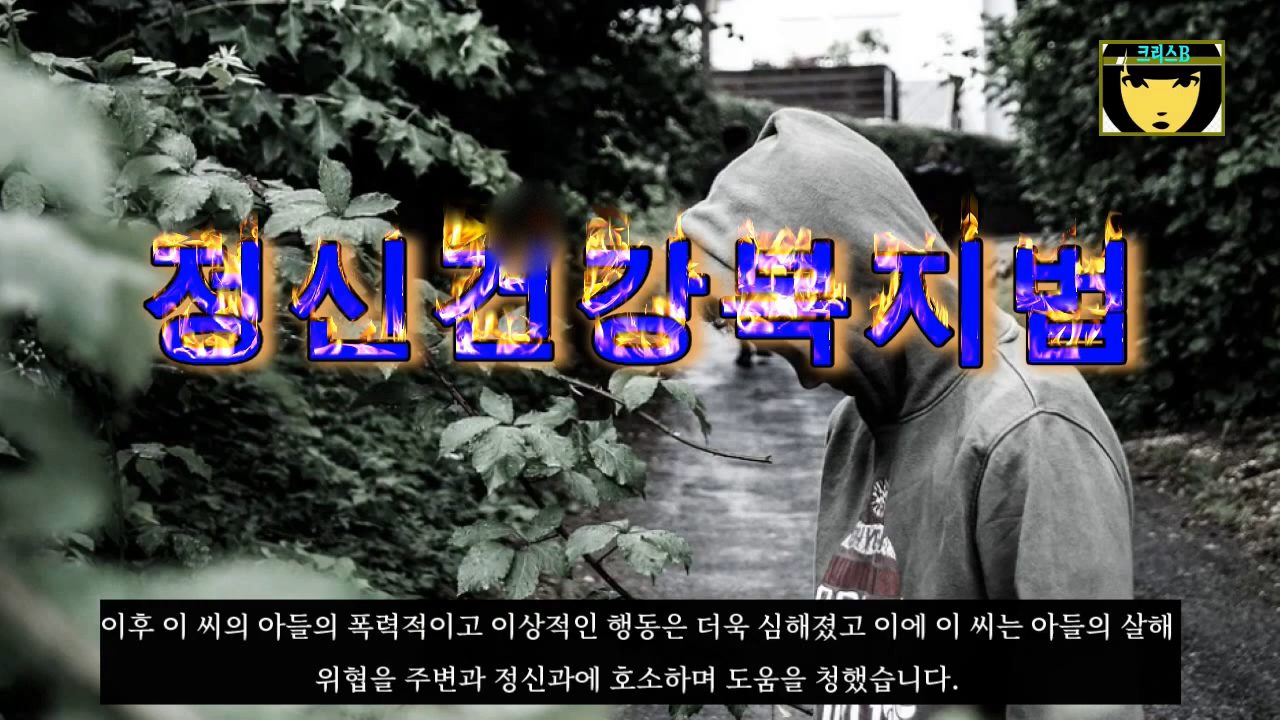 크리스B
정신건강복지법
이후 이 씨의 아들의 폭력적이고 이상적인 행동은 더욱 심해졌고 이에 이 씨는 아들의 살해
위협을 주변과 정신과에 호소하며 도움을 청했습니다.